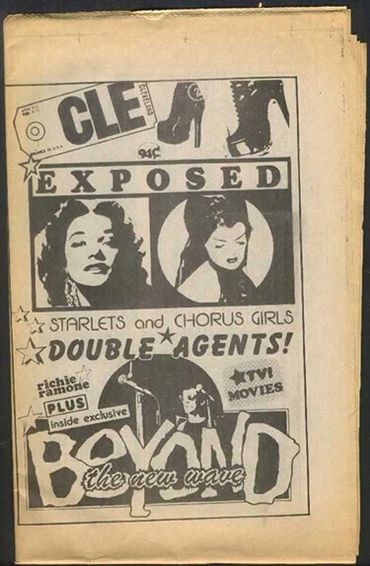 CLE
CLEVELAND
94¢
EXPOSED
STARLETS and CHORUS GIRLS
DOUBLE AGENTS!
richie
ramone
PLUS
inside exclusive
TV!
MOVIES
BEYOND
the new wave